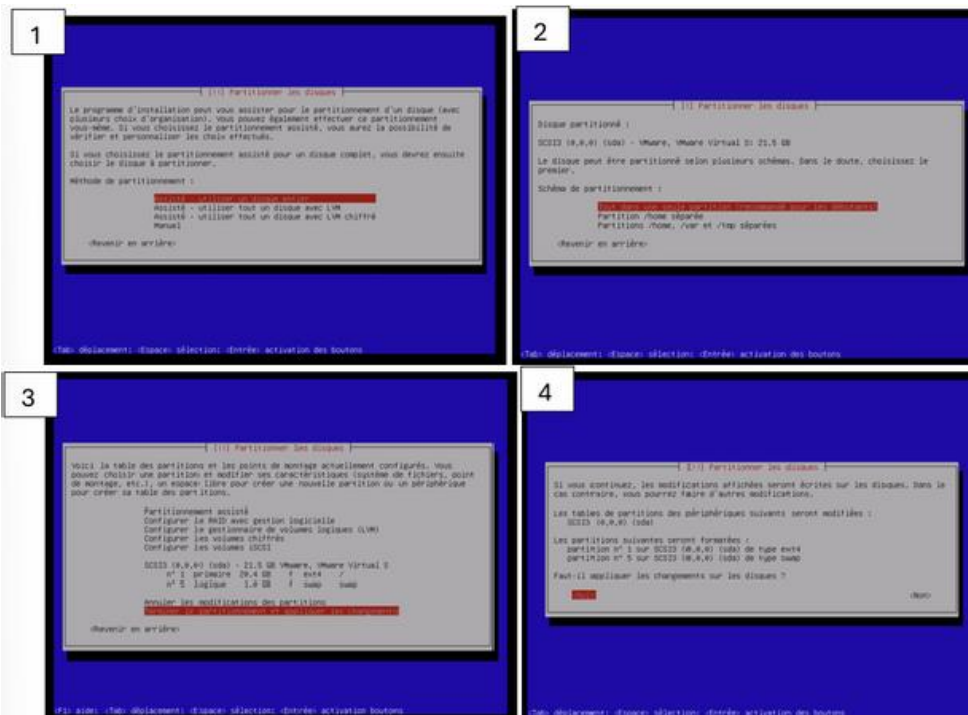 1
[!!] Partitionner les disques
Le programme d'installation peut vous assister pour le partitionnement d'un disque (avec
plusieurs choix d'organisation). Vous pouvez également effectuer ce partitionnement
vous-même. Si vous choisissez le partitionnement assisté, vous aurez la possibilité de
vérifier et personnaliser les choix effectués.
Si vous choisissez le partitionnement assisté pour un disque complet, vous devrez ensuite
choisir le disque à partitionner.
Méthode de partitionnement :
Assisté - utiliser un disque entier
Assisté - utiliser tout un disque avec LVM
Assisté - utiliser tout un disque avec LVM chiffré
Manuel
<Revenir en arrière>
<Tab> déplacement; <Espace> sélection; <Entrée> activation des boutons
2
[!] Partitionner les disques
Disque partitionné :
SCSI3 (0,0,0) (sda) - VMware, VMware Virtual S: 21.5 GB
Le disque peut être partitionné selon plusieurs schémas. Dans le doute, choisissez le
premier.
Schéma de partitionnement :
Tout dans une seule partition (recommandé pour les débutants)
Partition /home séparée
Partitions /home, /var et /tmp séparées
<Revenir en arrière>
<Tab> déplacement; <Espace> sélection; <Entrée> activation des boutons
3
[!!] Partitionner les disques
Voici la table des partitions et les points de montage actuellement configurés. Vous
pouvez choisir une partition et modifier ses caractéristiques (système de fichiers, point
de montage, etc.), un espace libre pour créer une nouvelle partition ou un périphérique
pour créer sa table des partitions.
Partitionnement assisté
Configurer le RAID avec gestion logicielle
Configurer le gestionnaire de volumes logiques (LVM)
Configurer les volumes chiffrés
Configurer les volumes iSCSI
SCSI3 (0,0,0) (sda) - 21.5 GB VMware, VMware Virtual S
n° 1 primaire 20.4 GB f ext4 /
n° 5 logique 1.0 GB f swap swap
Annuler les modifications des partitions
Terminer le partitionnement et appliquer les changements
<Revenir en arrière>
<F1> aide; <Tab> déplacement; <Espace> sélection; <Entrée> activation boutons
4
[!!] Partitionner les disques
Si vous continuez, les modifications affichées seront écrites sur les disques. Dans le
cas contraire, vous pourrez faire d'autres modifications.
Les tables de partitions des périphériques suivants seront modifiées :
SCSI3 (0,0,0) (sda)
Les partitions suivantes seront formatées :
partition n° 1 sur SCSI3 (0,0,0) (sda) de type ext4
partition n° 5 sur SCSI3 (0,0,0) (sda) de type swap
Faut-il appliquer les changements sur les disques ?
<Oui> <Non>
<Tab> déplacement; <Espace> sélection; <Entrée> activation des boutons